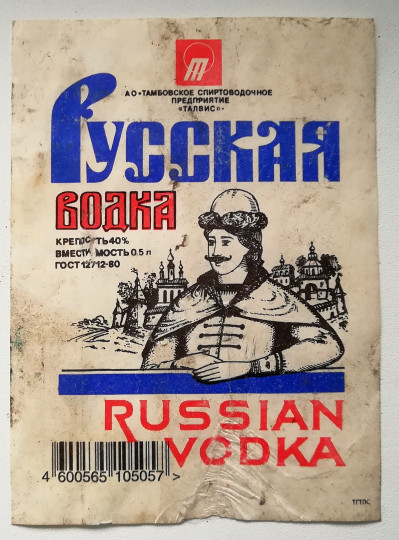 АО «ТАМБОВСКОЕ СПИРТОВОДОЧНОЕ
ПРЕДПРИЯТИЕ
«ТАЛВИС»
Русская
ВОДКА
КРЕПОСТЬ 40%
ВМЕСТИМОСТЬ 0.5 л
ГОСТ 12712-80
RUSSIAN
VODKA
4 600565 105057 >